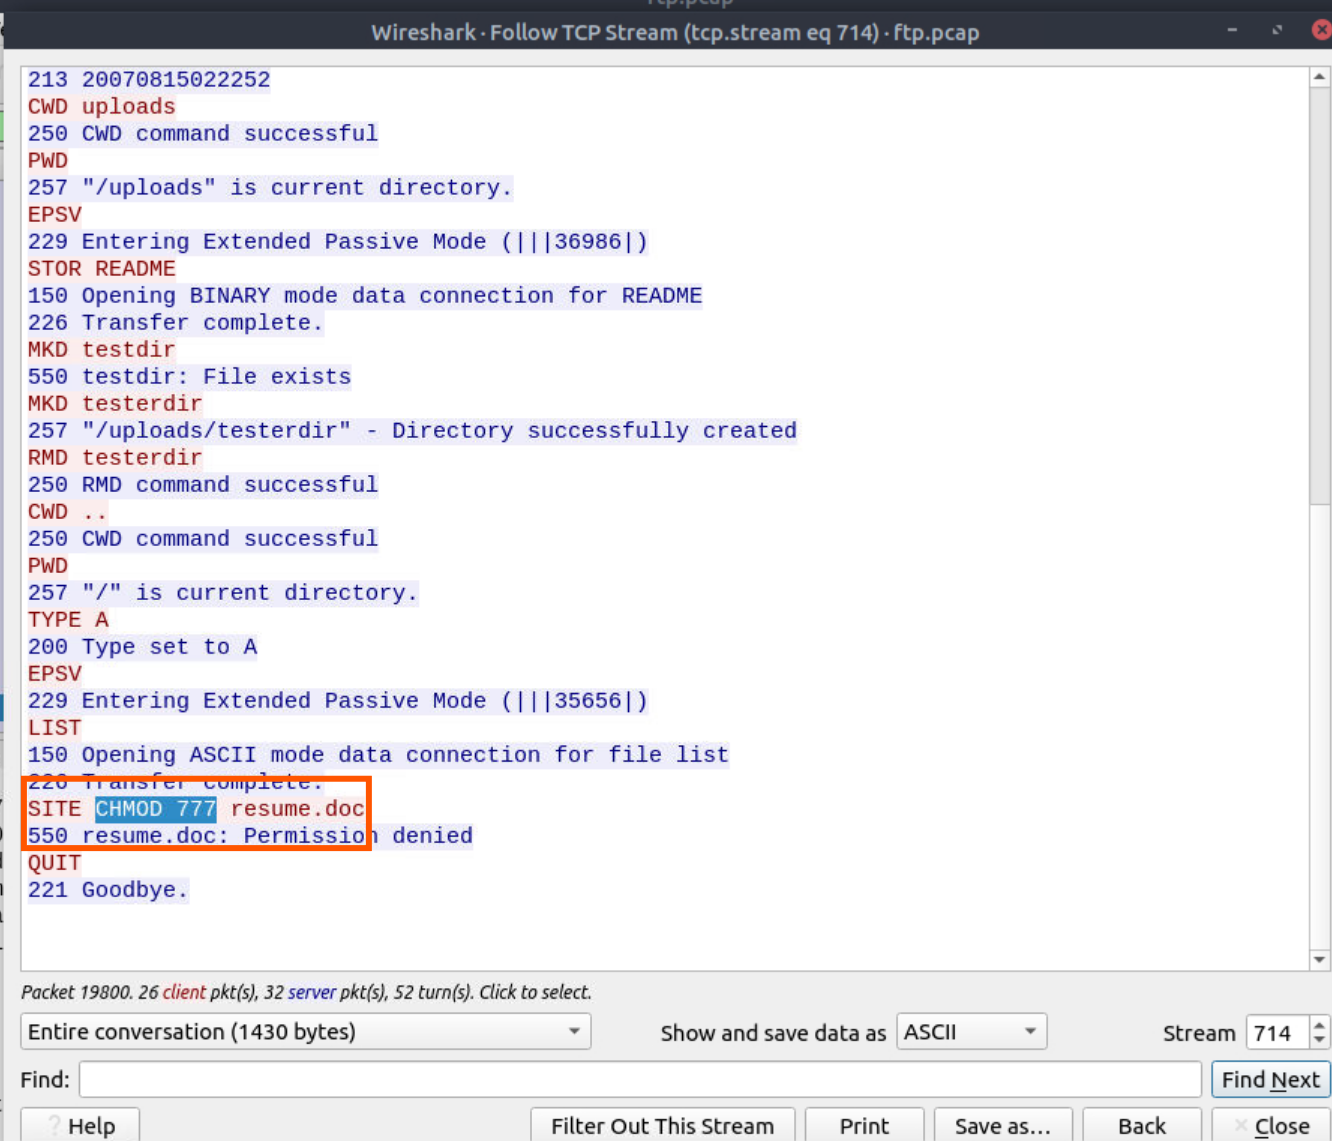 ftp.pcap
Wireshark · Follow TCP Stream (tcp.stream eq 714) · ftp.pcap
213 20070815022252
CWD uploads
250 CWD command successful
PWD
257 "/uploads" is current directory.
EPSV
229 Entering Extended Passive Mode (|||36986|)
STOR README
150 Opening BINARY mode data connection for README
226 Transfer complete.
MKD testdir
550 testdir: File exists
MKD testerdir
257 "/uploads/testerdir" - Directory successfully created
RMD testerdir
250 RMD command successful
CWD ..
250 CWD command successful
PWD
257 "/" is current directory.
TYPE A
200 Type set to A
EPSV
229 Entering Extended Passive Mode (|||35656|)
LIST
150 Opening ASCII mode data connection for file list
226 Transfer complete.
SITE CHMOD 777 resume.doc
550 resume.doc: Permission denied
QUIT
221 Goodbye.
Packet 19800. 26 client pkt(s), 32 server pkt(s), 52 turn(s). Click to select.
Entire conversation (1430 bytes) Show and save data as ASCII Stream 714
Find: Find Next
? Help Filter Out This Stream Print Save as... Back × Close